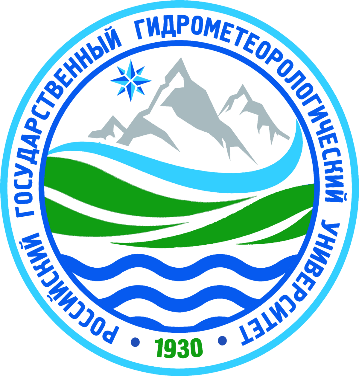 РОССИЙСКИЙ ГОСУДАРСТВЕННЫЙ ГИДРОМЕТЕОРОЛОГИЧЕСКИЙ УНИВЕРСИТЕТ
• 1930 •